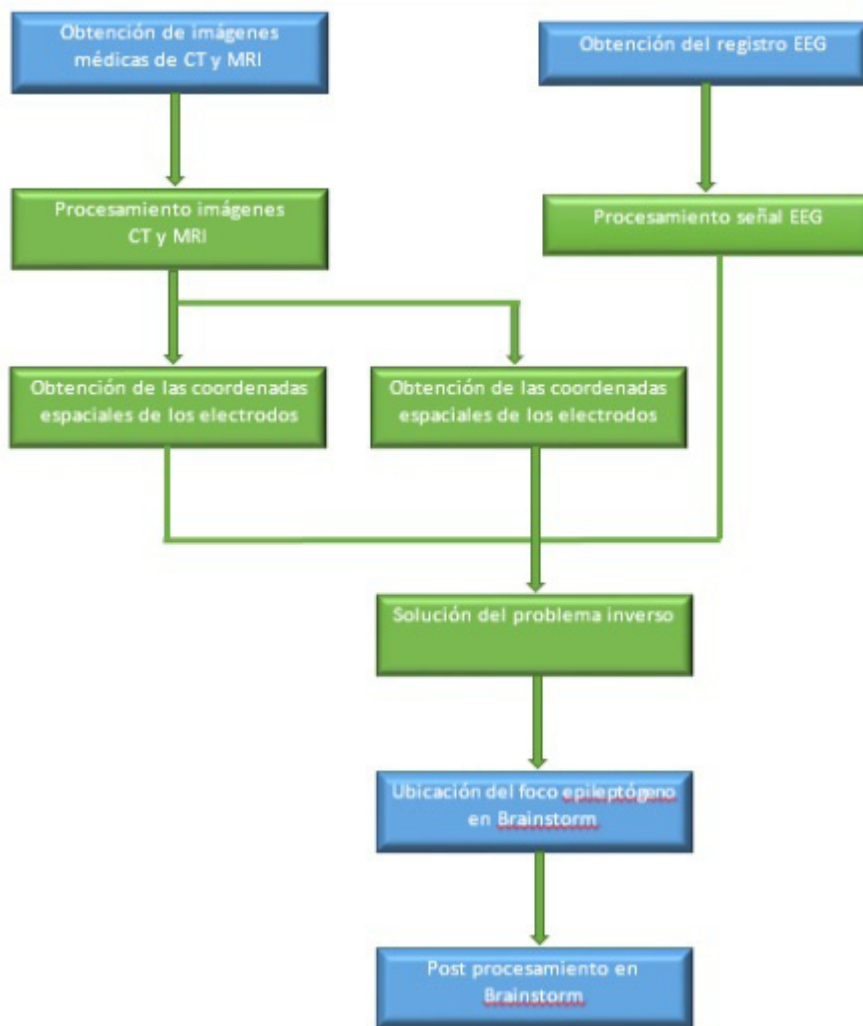 Obtención de imágenes
médicas de CT y MRI
Obtención del registro EEG
Procesamiento imágenes
CT y MRI
Procesamiento señal EEG
Obtención de las coordenadas
espaciales de los electrodos
Obtención de las coordenadas
espaciales de los electrodos
Solución del problema inverso
Ubicación del foco epileptógeno
en Brainstorm
Post procesamiento en
Brainstorm